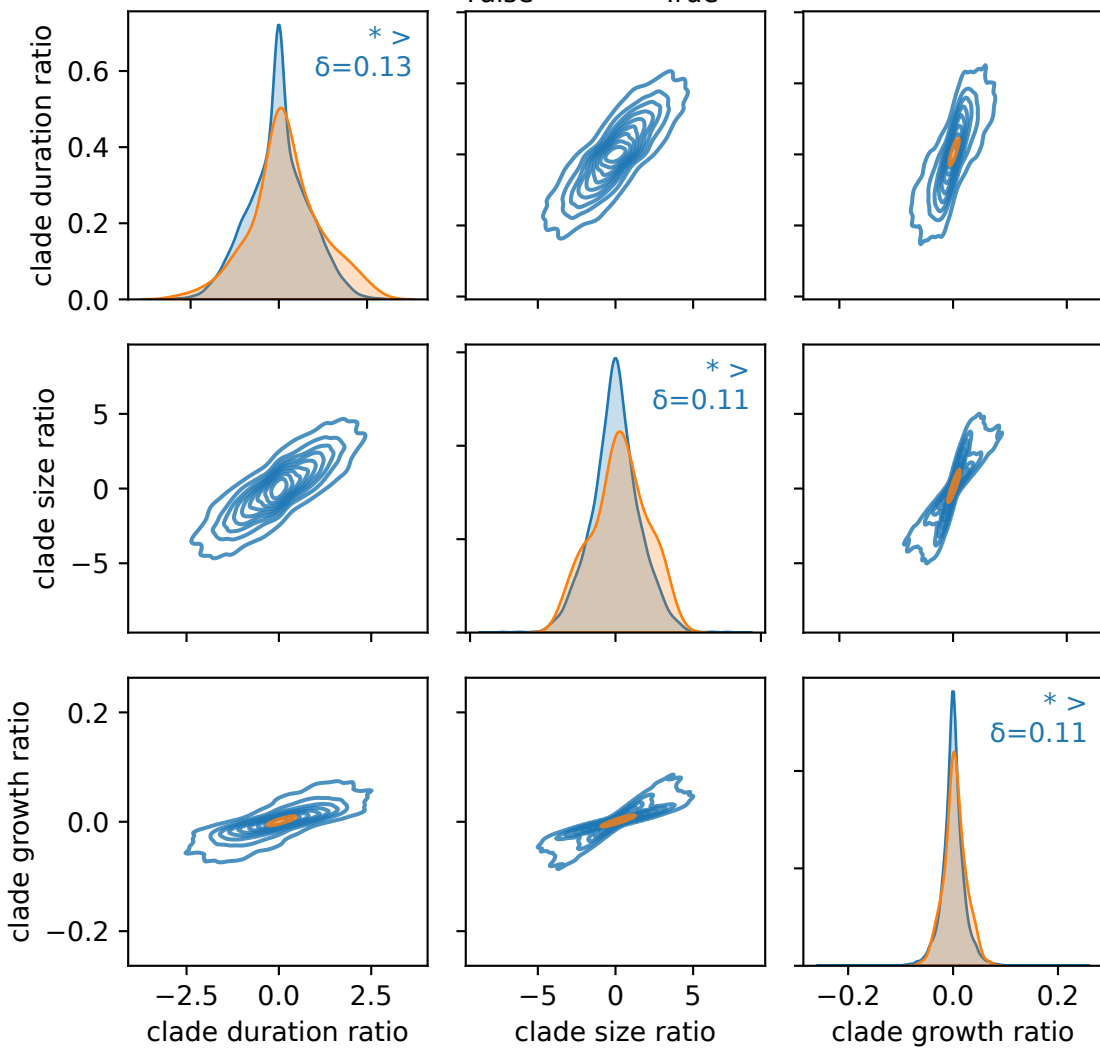 * >
δ=0.13
clade duration ratio
0.6
0.4
0.2
0.0
* >
δ=0.11
clade size ratio
5
0
−5
* >
δ=0.11
clade growth ratio
0.2
0.0
−0.2
−2.5 0.0 2.5 −5 0 5 −0.2 0.0 0.2
clade duration ratio clade size ratio clade growth ratio